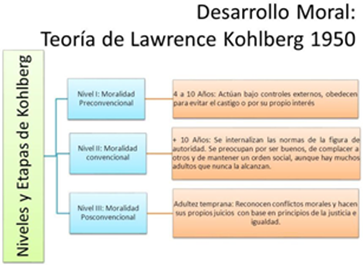 Desarrollo Moral:
Teoría de Lawrence Kohlberg 1950
Niveles y Etapas de Kohlberg
Nivel I: Moralidad
Preconvencional
4 a 10 Años: Actúan bajo controles externos, obedecen
para evitar el castigo o por su propio interés
Nivel II: Moralidad
convencional
+ 10 Años: Se internalizan las normas de la figura de
autoridad. Se preocupan por ser buenos, de complacer a
otros y de mantener un orden social, aunque hay muchos
adultos que nunca la alcanzan.
Nivel III: Moralidad
Posconvencional
Adultez temprana: Reconocen conflictos morales y hacen
sus propios juicios con base en principios de la justicia e
igualdad.